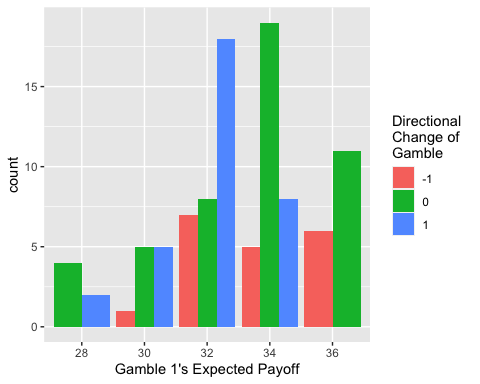 15
10
5
0
count
28 30 32 34 36
Gamble 1's Expected Payoff
Directional
Change of
Gamble
-1
0
1